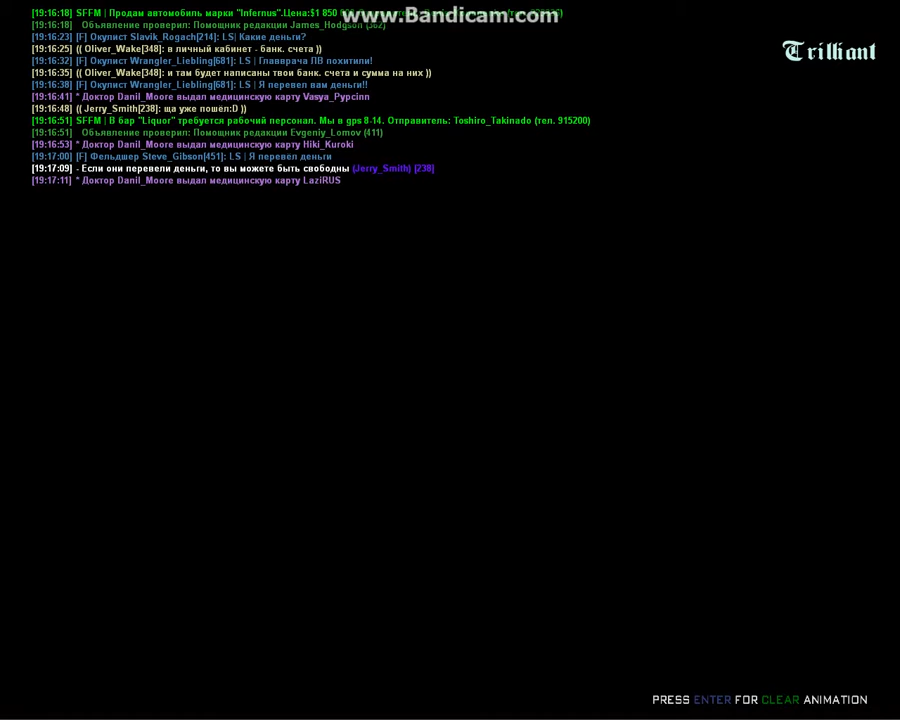 www.Bandicam.com
[19:16:18] SFFM | Продам автомобиль марки "Infernus".Цена:$1 850
[19:16:18] Объявление проверил: Помощник редакции James_Hodgson (362)
[19:16:23] [F] Окулист Slavik_Rogach[214]: LS| Какие деньги?
[19:16:25] (( Oliver_Wake[348]: в личный кабинет - банк. счета ))
[19:16:32] [F] Окулист Wrangler_Liebling[681]: LS | Главврача ЛВ похитили!
[19:16:35] (( Oliver_Wake[348]: и там будет написаны твои банк. счета и сумма на них ))
[19:16:38] [F] Окулист Wrangler_Liebling[681]: LS | Я перевел вам деньги!!
[19:16:41] * Доктор Danil_Moore выдал медицинскую карту Vasya_Pypcinn
[19:16:48] (( Jerry_Smith[238]: ща уже пошёл:D ))
[19:16:51] SFFM | В бар "Liquor" требуется рабочий персонал. Мы в gps 8-14. Отправитель: Toshiro_Takinado (тел. 915200)
[19:16:51] Объявление проверил: Помощник редакции Evgeniy_Lomov (411)
[19:16:53] * Доктор Danil_Moore выдал медицинскую карту Hiki_Kuroki
[19:17:00] [F] Фельдшер Steve_Gibson[451]: LS | Я перевел деньги
[19:17:09] - Если они перевели деньги, то вы можете быть свободны (Jerry_Smith) [238]
[19:17:11] * Доктор Danil_Moore выдал медицинскую карту LaziRUS
Trilliant
PRESS ENTER FOR CLEAR ANIMATION